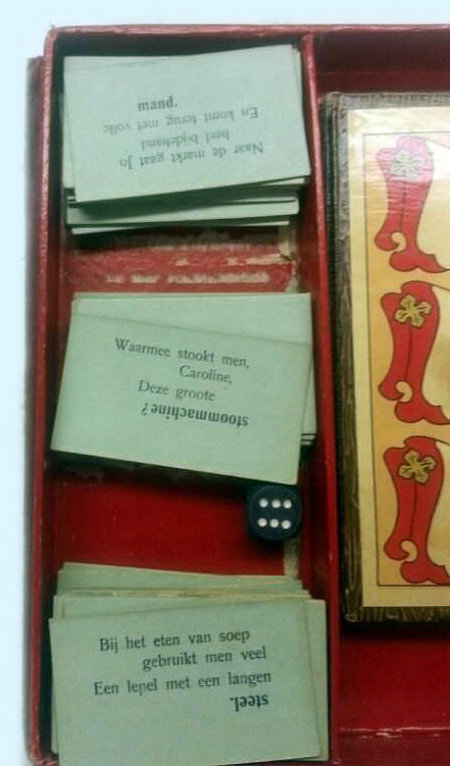 Naar de markt gaat Jo
heel bijdehand
En komt terug met volle
mand.
Waarmee stookt men,
Caroline,
Deze groote
stoommachine?
Bij het eten van soep
gebruikt men veel
Een lepel met een langen
steel.